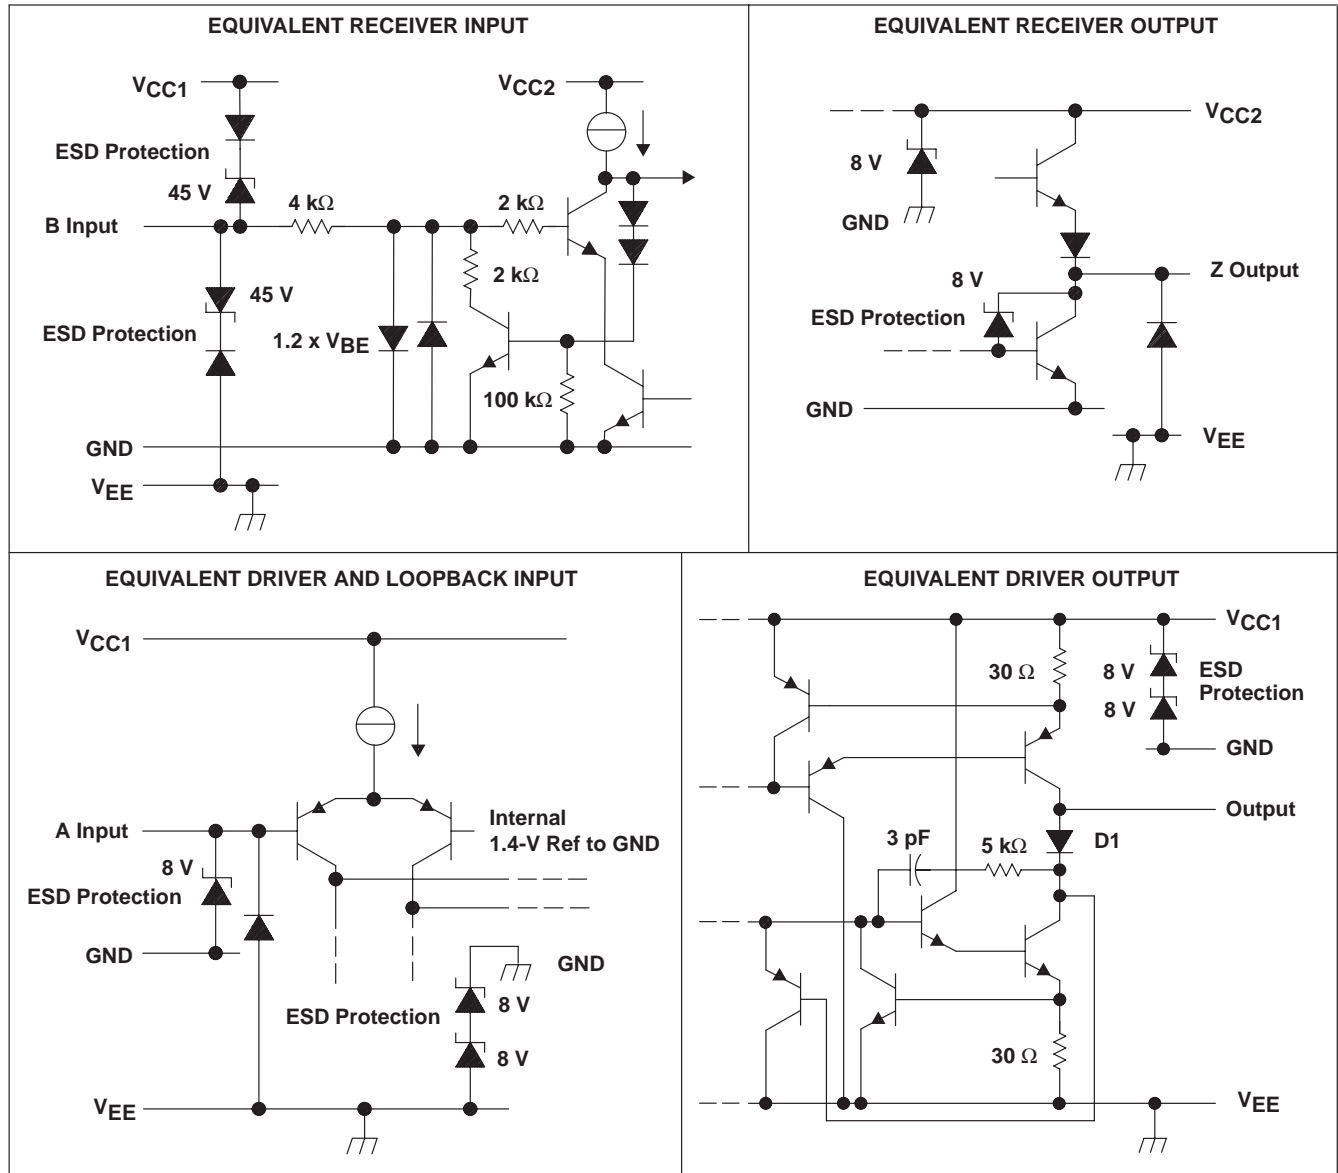 EQUIVALENT RECEIVER INPUT
VCC1
VCC2
ESD Protection
45 V
4 kΩ
2 kΩ
B Input
2 kΩ
45 V
ESD Protection
1.2 x VBE
100 kΩ
GND
VEE
EQUIVALENT RECEIVER OUTPUT
VCC2
8 V
GND
Z Output
8 V
ESD Protection
GND
VEE
EQUIVALENT DRIVER AND LOOPBACK INPUT
VCC1
A Input
Internal
1.4-V Ref to GND
8 V
ESD Protection
GND
GND
8 V
ESD Protection
8 V
VEE
EQUIVALENT DRIVER OUTPUT
VCC1
30 Ω
8 V
ESD
Protection
8 V
GND
Output
3 pF
5 kΩ
D1
30 Ω
VEE